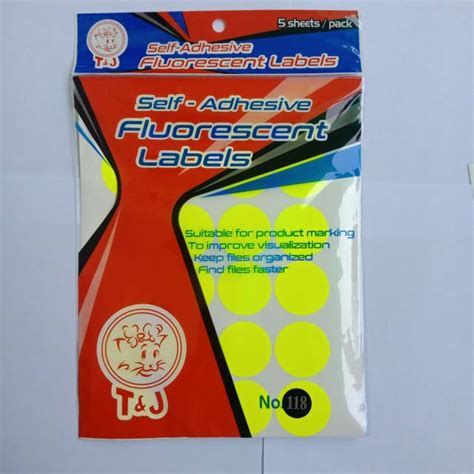 5 sheets / pack
Self-Adhesive
Fluorescent Labels
T&J
Self - Adhesive
Fluorescent
Labels
Suitable for product marking
To improve visualization
Keep files organized
Find files faster
T&J
No. 118